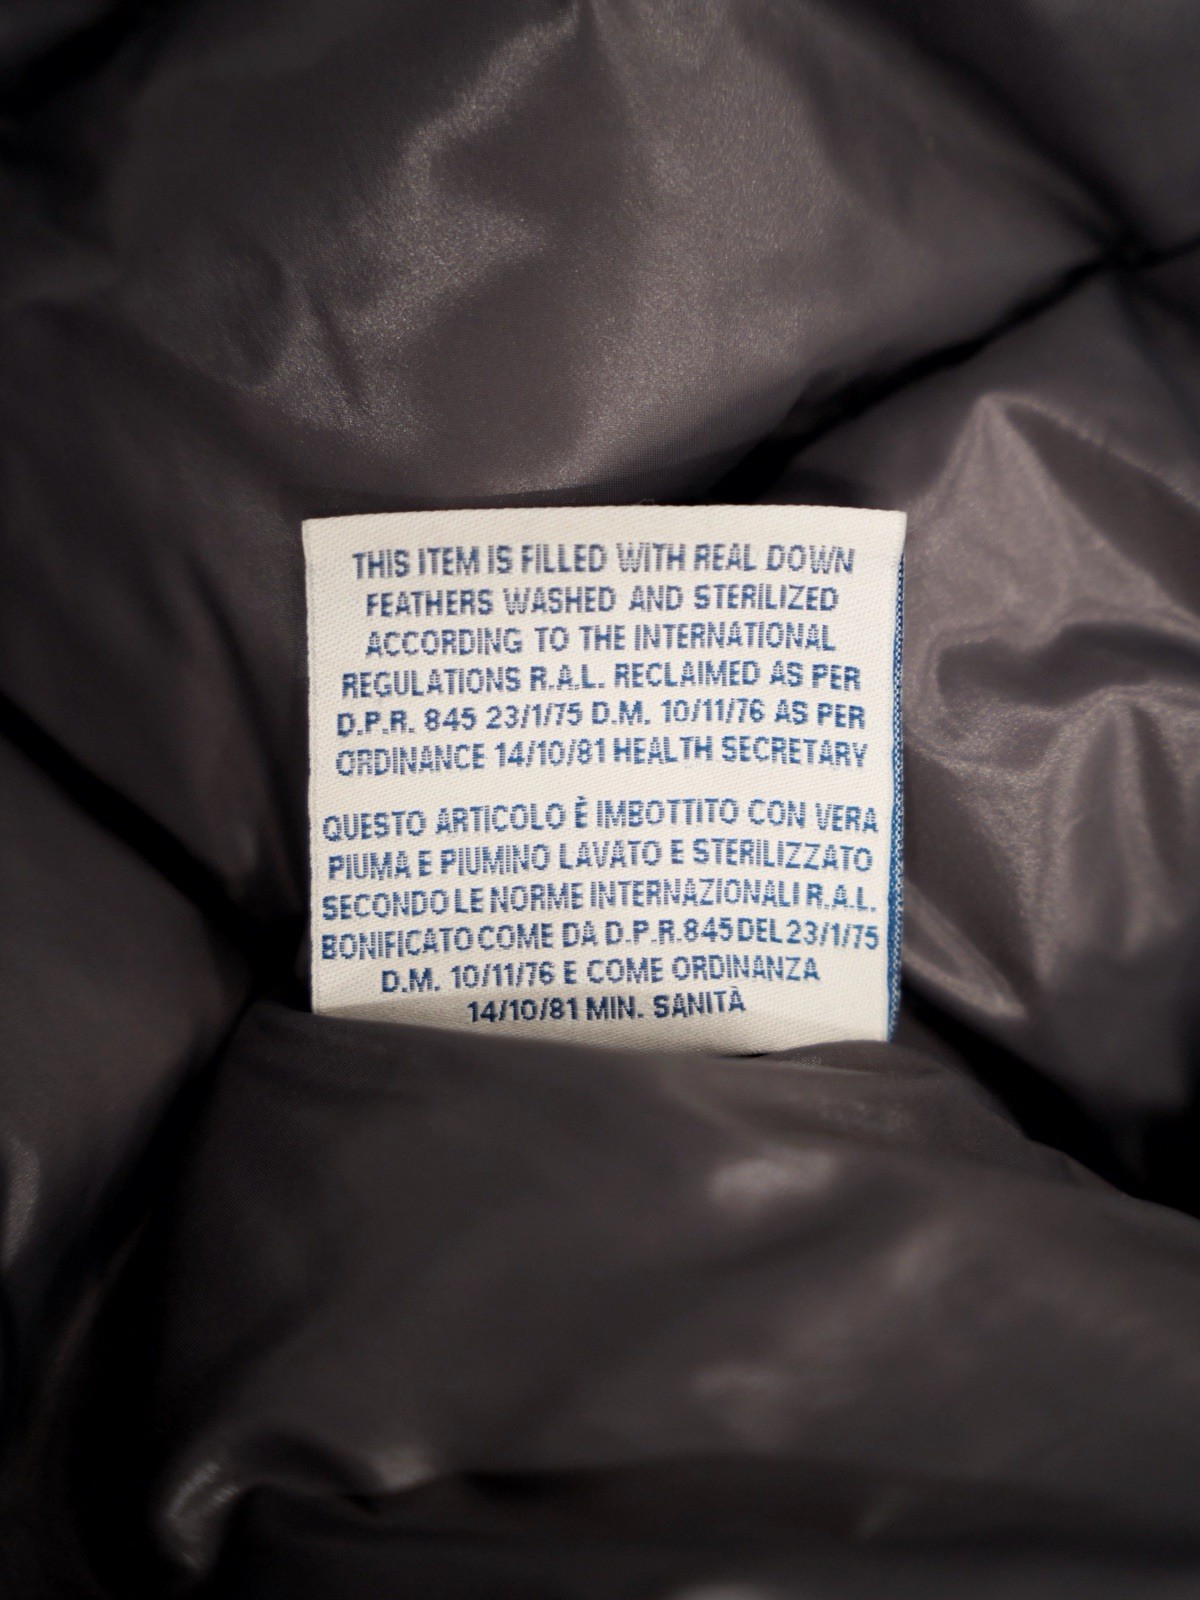 THIS ITEM IS FILLED WITH REAL DOWN
FEATHERS WASHED AND STERILIZED
ACCORDING TO THE INTERNATIONAL
REGULATIONS R.A.L. RECLAIMED AS PER
D.P.R. 845 23/1/75 D.M. 10/11/76 AS PER
ORDINANCE 14/10/81 HEALTH SECRETARY
QUESTO ARTICOLO È IMBOTTITO CON VERA
PIUMA E PIUMINO LAVATO E STERILIZZATO
SECONDO LE NORME INTERNAZIONALI R.A.L.
BONIFICATO COME DA D.P.R.845 DEL 23/1/75
D.M. 10/11/76 E COME ORDINANZA
14/10/81 MIN. SANITÀ